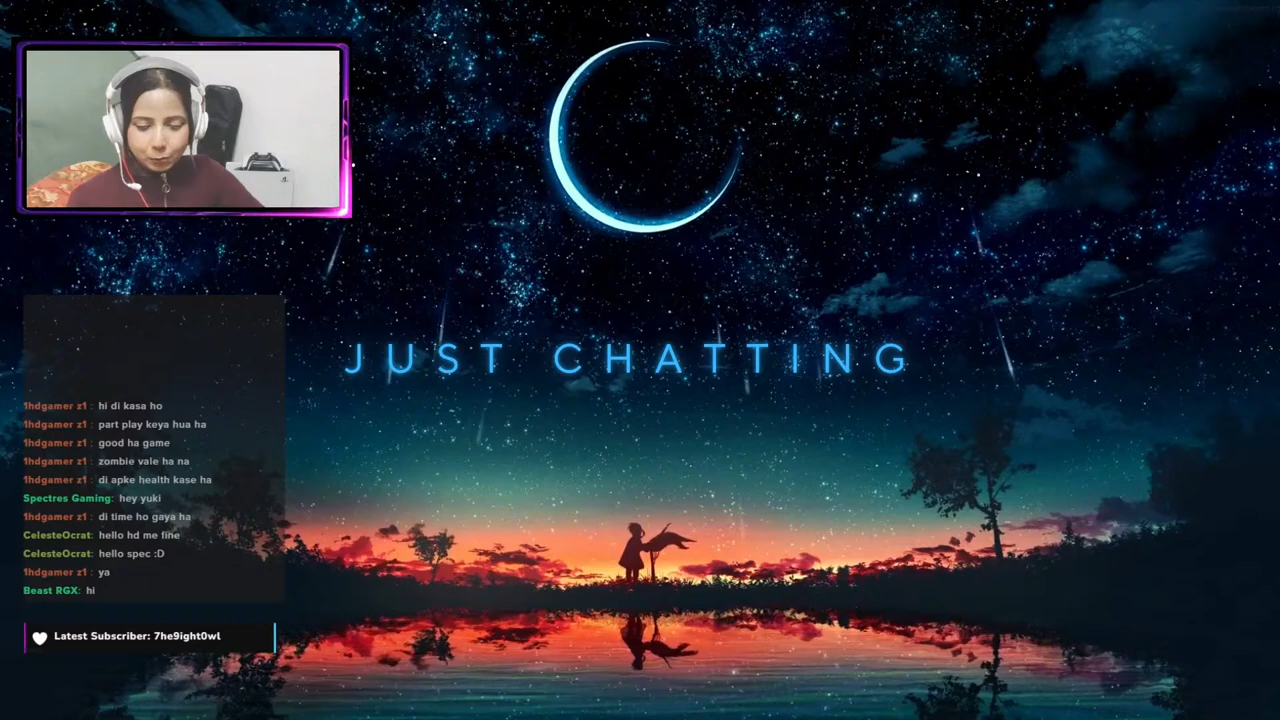 JUST CHATTING
1hdgamer z1 : hi di kasa ho
1hdgamer z1 : part play keya hua ha
1hdgamer z1 : good ha game
1hdgamer z1 : zombie vale ha na
1hdgamer z1 : di apke health kase ha
Spectres Gaming: hey yuki
1hdgamer z1 : di time ho gaya ha
CelesteOcrat: hello hd me fine
CelesteOcrat: hello spec :D
1hdgamer z1 : ya
Beast RGX: hi
Latest Subscriber: 7he9ight0wl